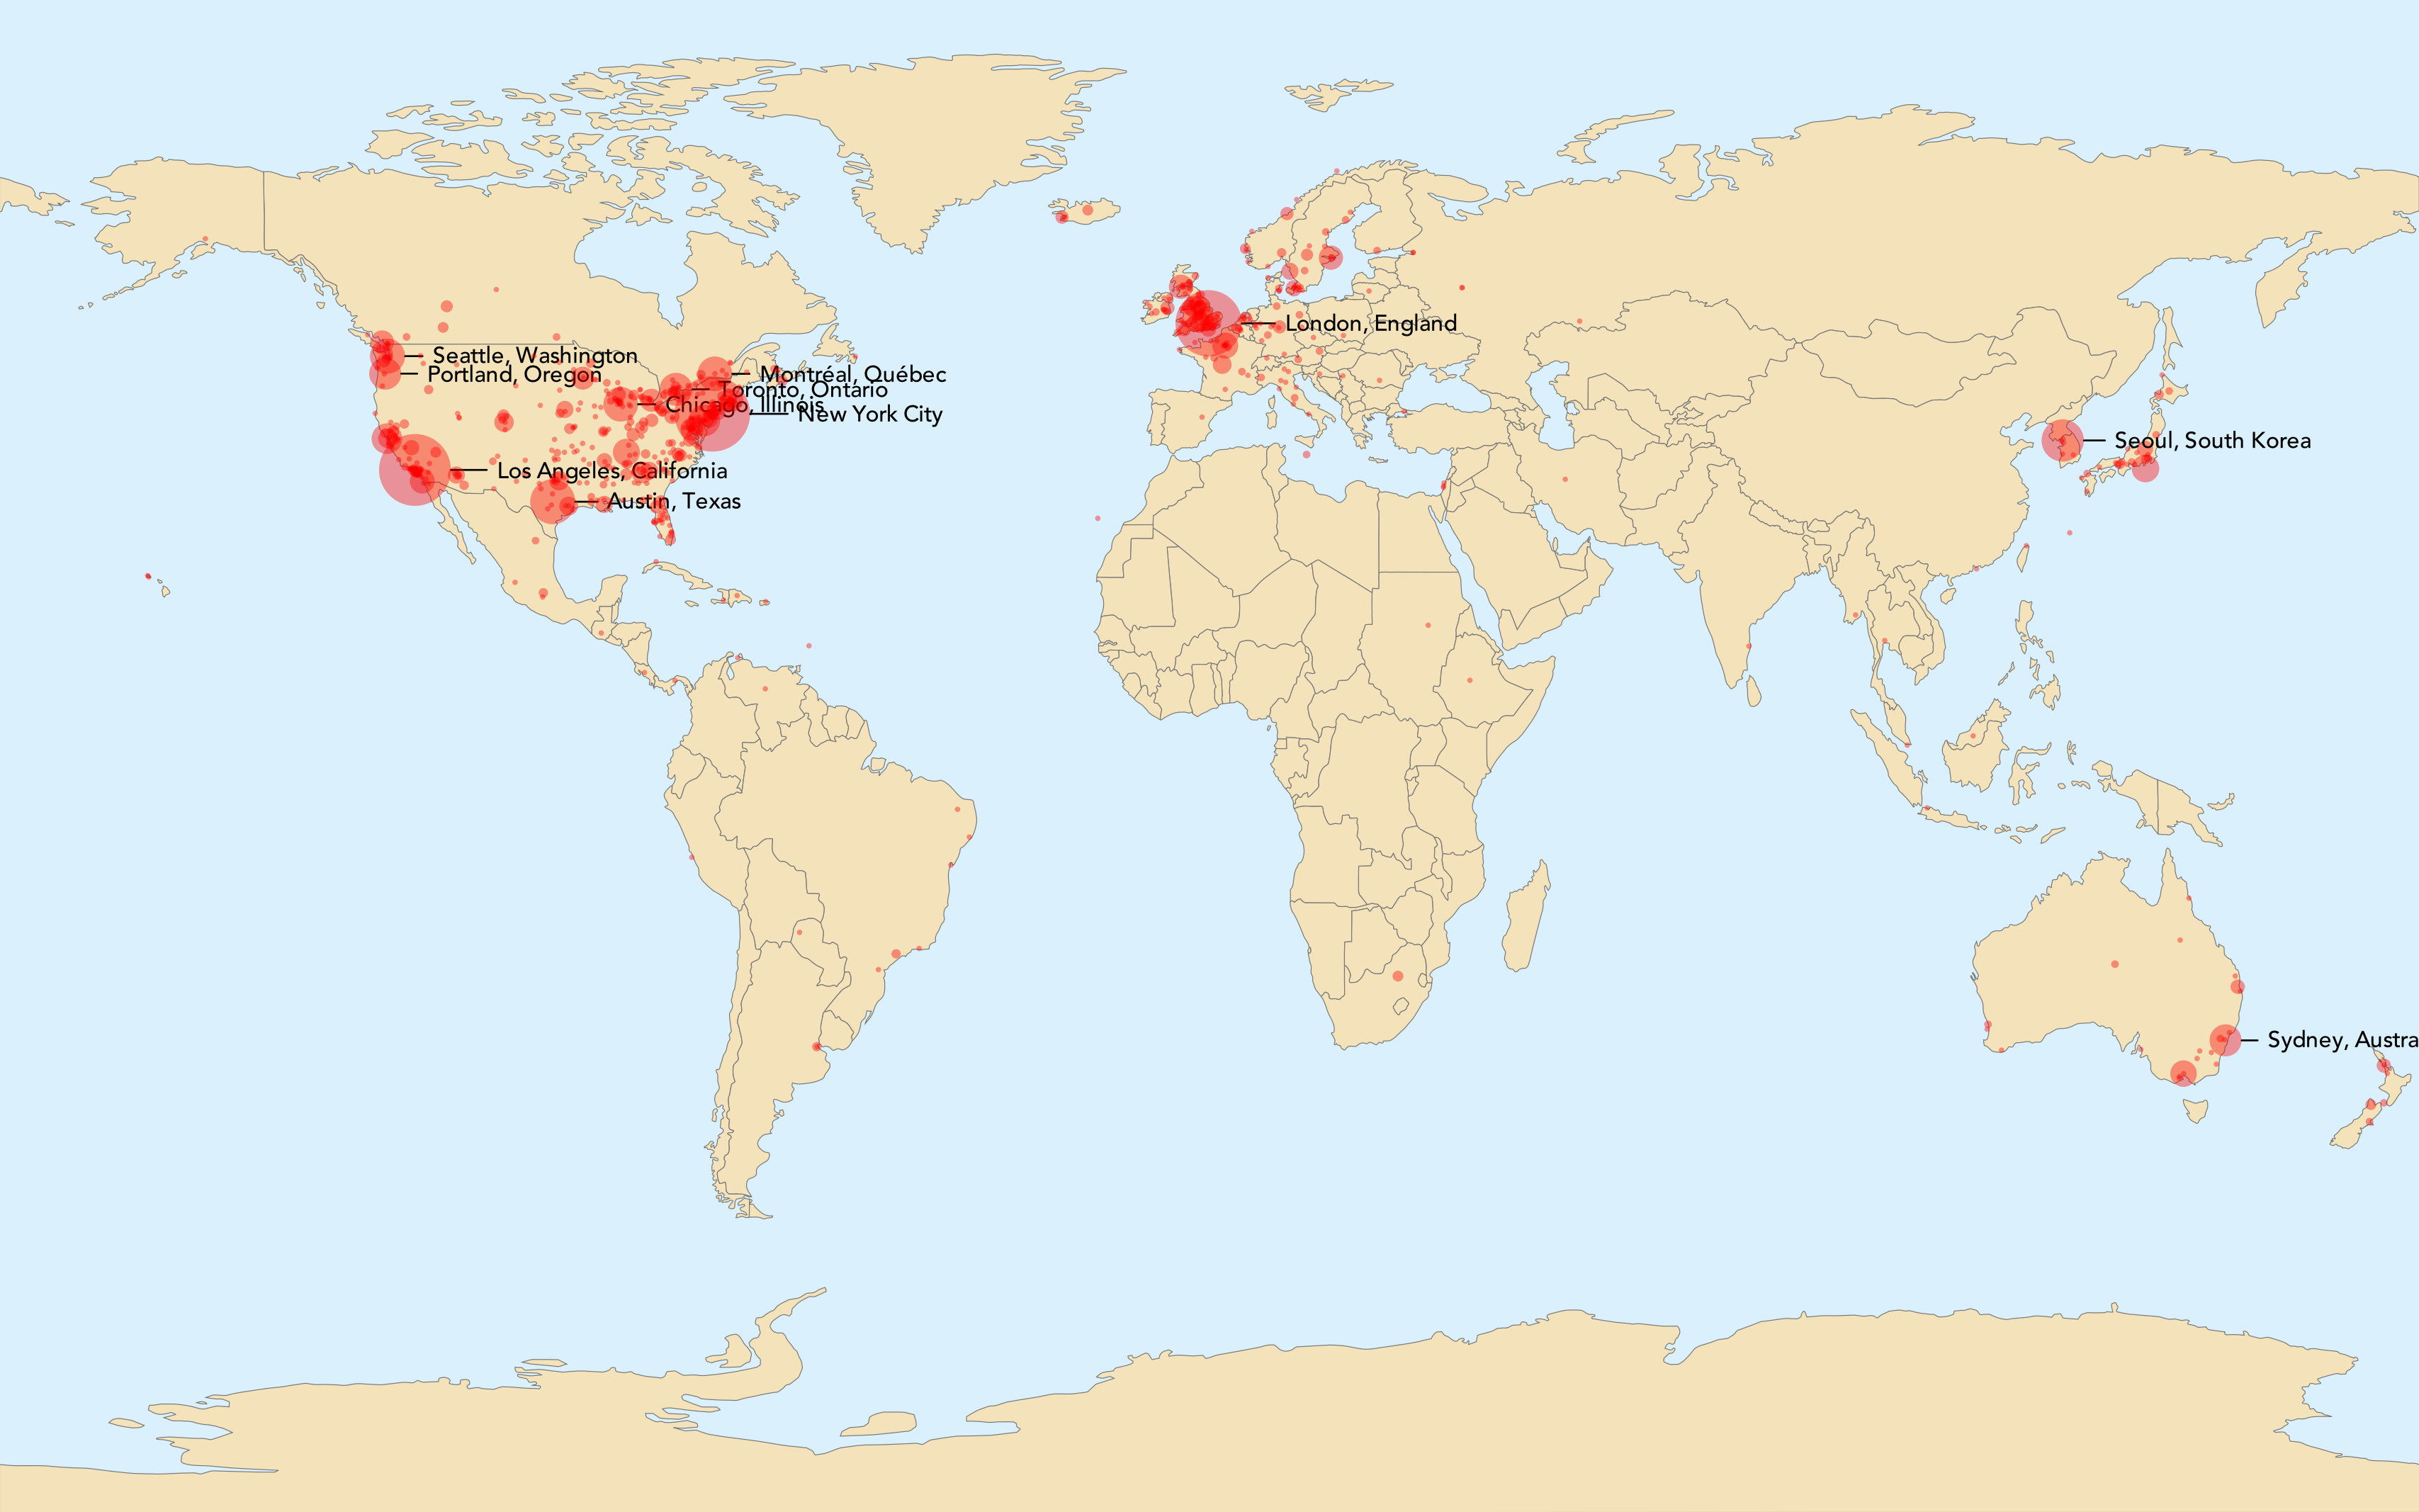 London, England
Seattle, Washington
Portland, Oregon
Montréal, Québec
Toronto, Ontario
Chicago, Illinois
New York City
Seoul, South Korea
Los Angeles, California
Austin, Texas
Sydney, Austra